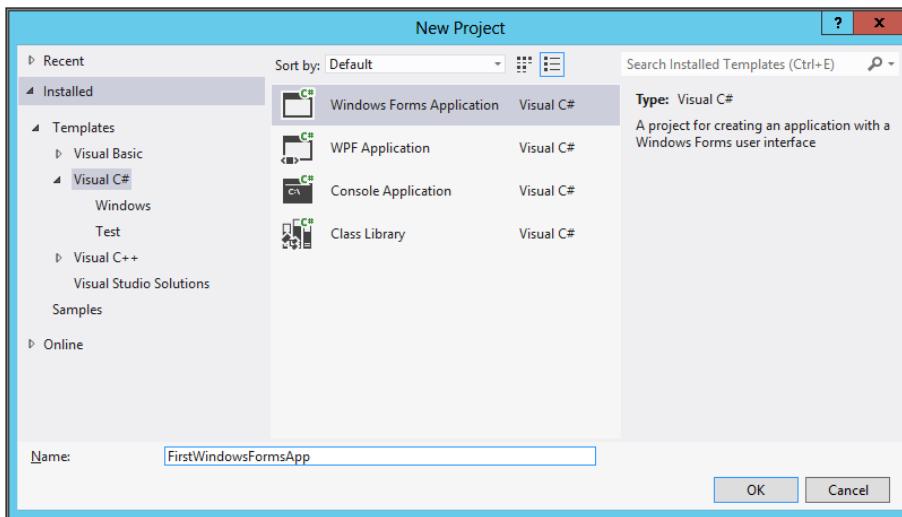 New Project
?
x
Recent
Installed
Templates
Visual Basic
Visual C#
Windows
Test
Visual C++
Visual Studio Solutions
Samples
Online
Sort by: Default
C# Windows Forms Application Visual C#
C# WPF Application Visual C#
C# C:\ Console Application Visual C#
C# Class Library Visual C#
Search Installed Templates (Ctrl+E)
Type: Visual C#
A project for creating an application with a
Windows Forms user interface
Name: FirstWindowsFormsApp
OK Cancel